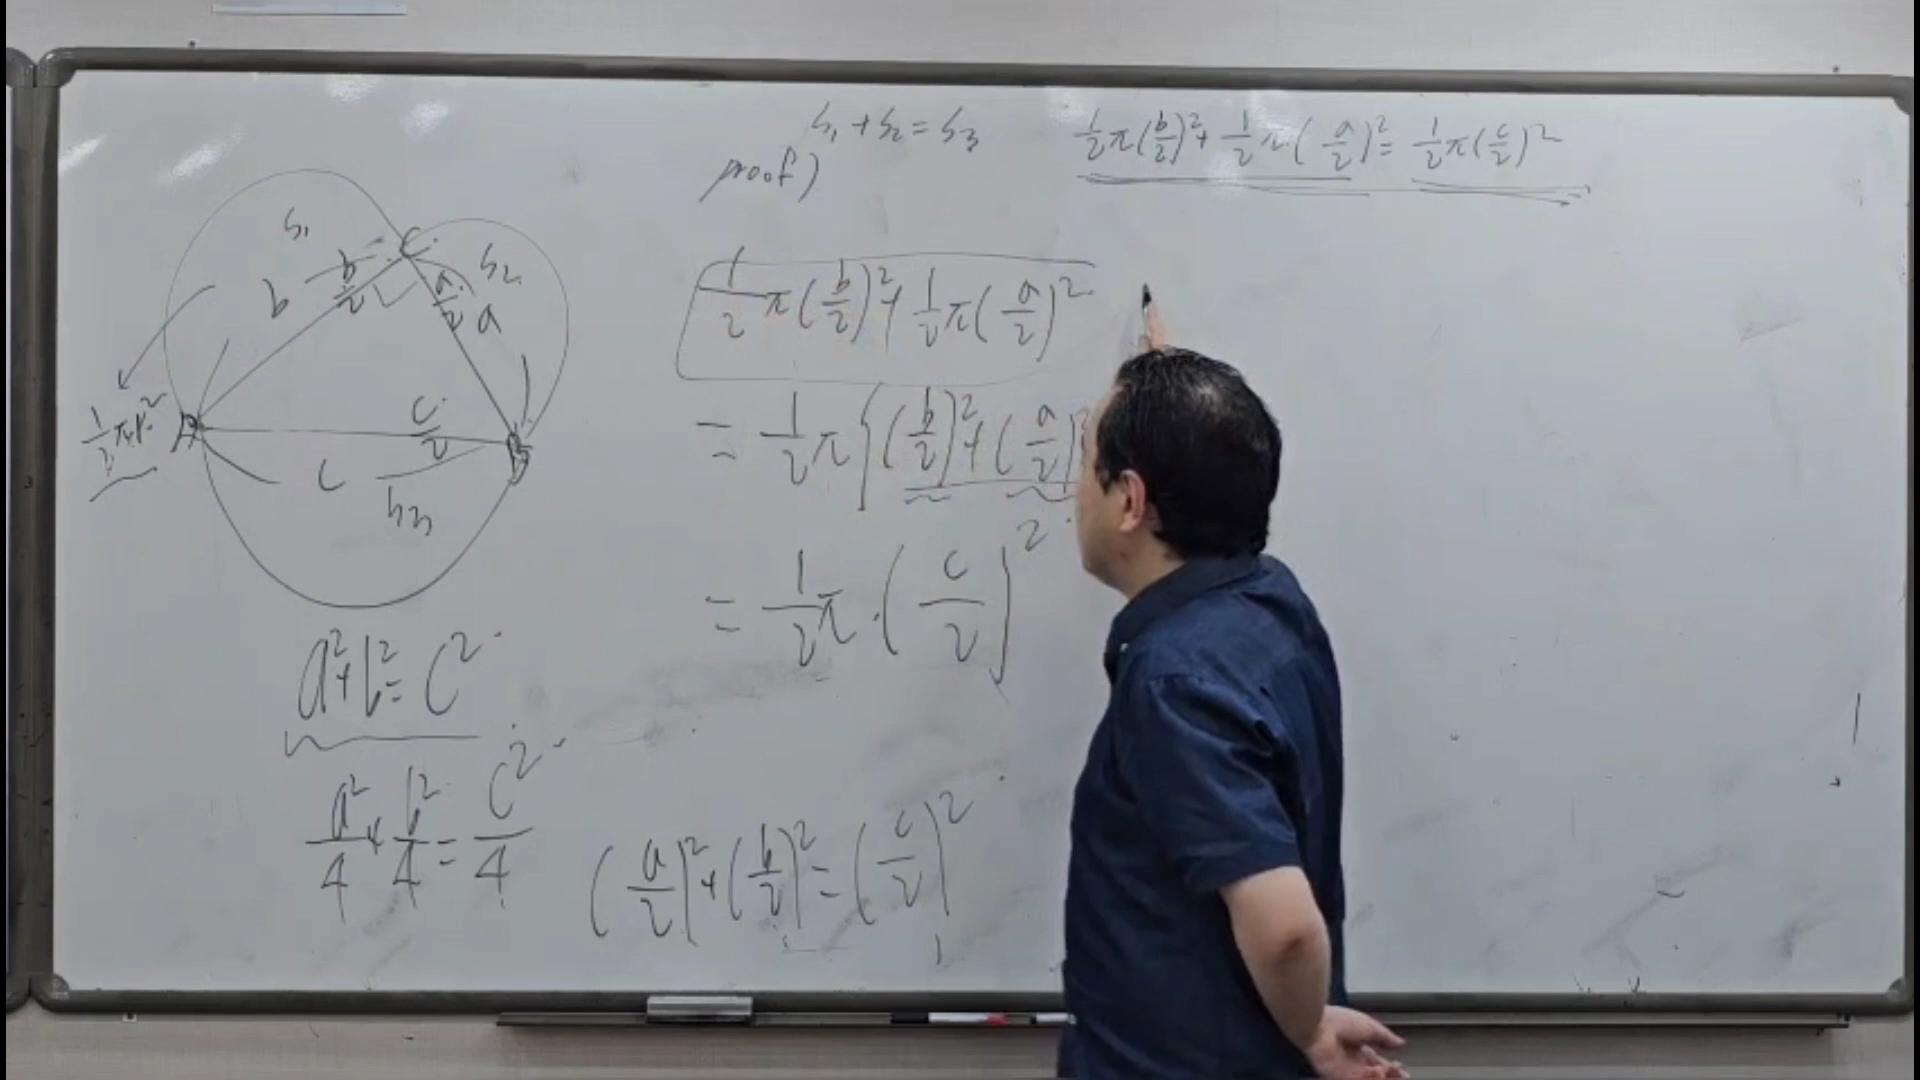 S₁ + S₂ = S₃
½π(b/2)² + ½π·(a/2)² = ½π(c/2)²
proof)
S₁
C
S₂
b
b/2
a/2
a
½πr²
A
c/2
B
c
S₃
½π(b/2)² + ½π(a/2)²
= ½π{(b/2)² + (a/2)²
= ½π·(c/2)²
a² + b² = c²
a²/4 + b²/4 = c²/4
(a/2)² + (b/2)² = (c/2)²